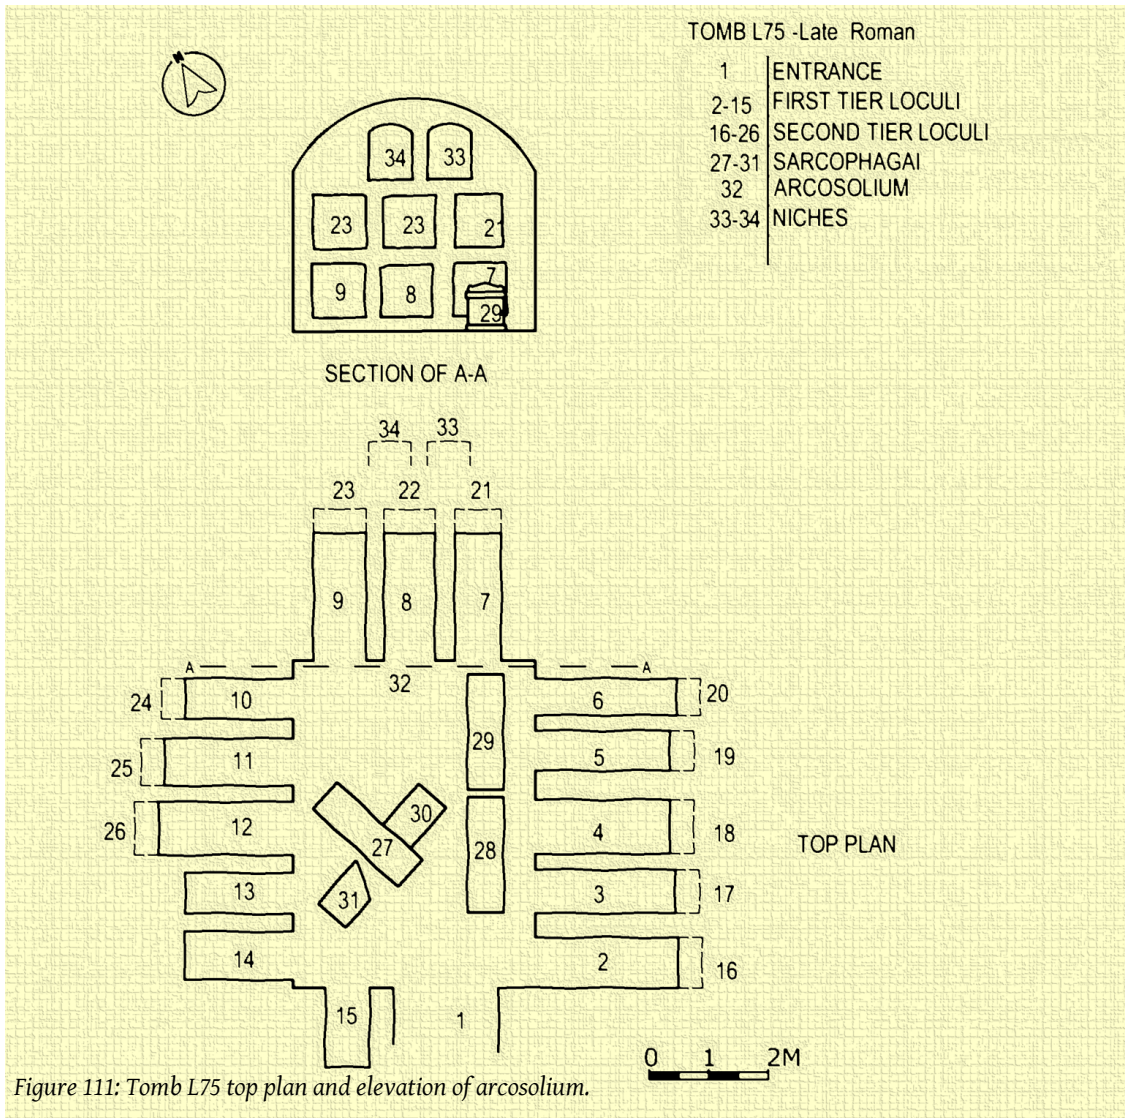 TOMB L75 -Late Roman
1 ENTRANCE
2-15 FIRST TIER LOCULI
16-26 SECOND TIER LOCULI
27-31 SARCOPHAGAI
32 ARCOSOLIUM
33-34 NICHES
N
34 33
23 23 21
9 8 7
29
SECTION OF A-A
34 33
23 22 21
9 8 7
A A
32
24 10 6 20
29
25 11 5 19
30
26 12 27 28 4 18
TOP PLAN
13 31 3 17
14 2 16
15 1
0 1 2M
Figure 111: Tomb L75 top plan and elevation of arcosolium.